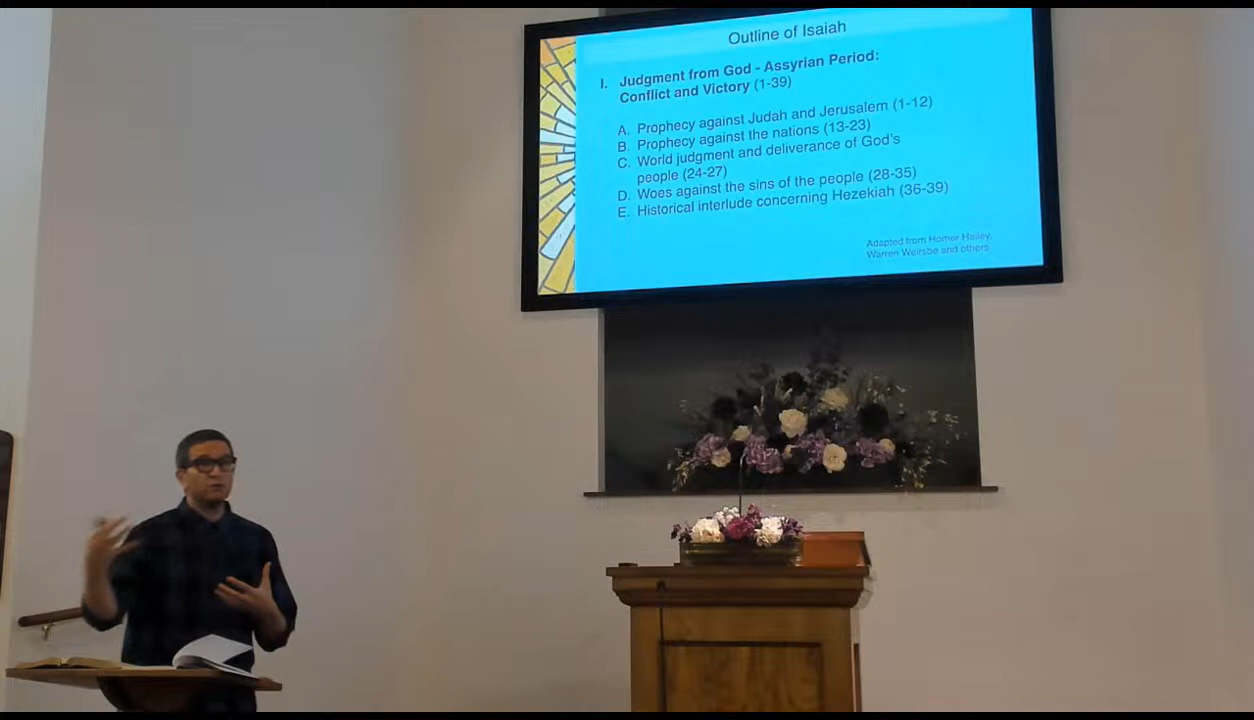 Outline of Isaiah
I. Judgment from God - Assyrian Period:
Conflict and Victory (1-39)
A. Prophecy against Judah and Jerusalem (1-12)
B. Prophecy against the nations (13-23)
C. World judgment and deliverance of God's
people (24-27)
D. Woes against the sins of the people (28-35)
E. Historical interlude concerning Hezekiah (36-39)
Adapted from Homer Hailey,
Warren Weirsbe and others